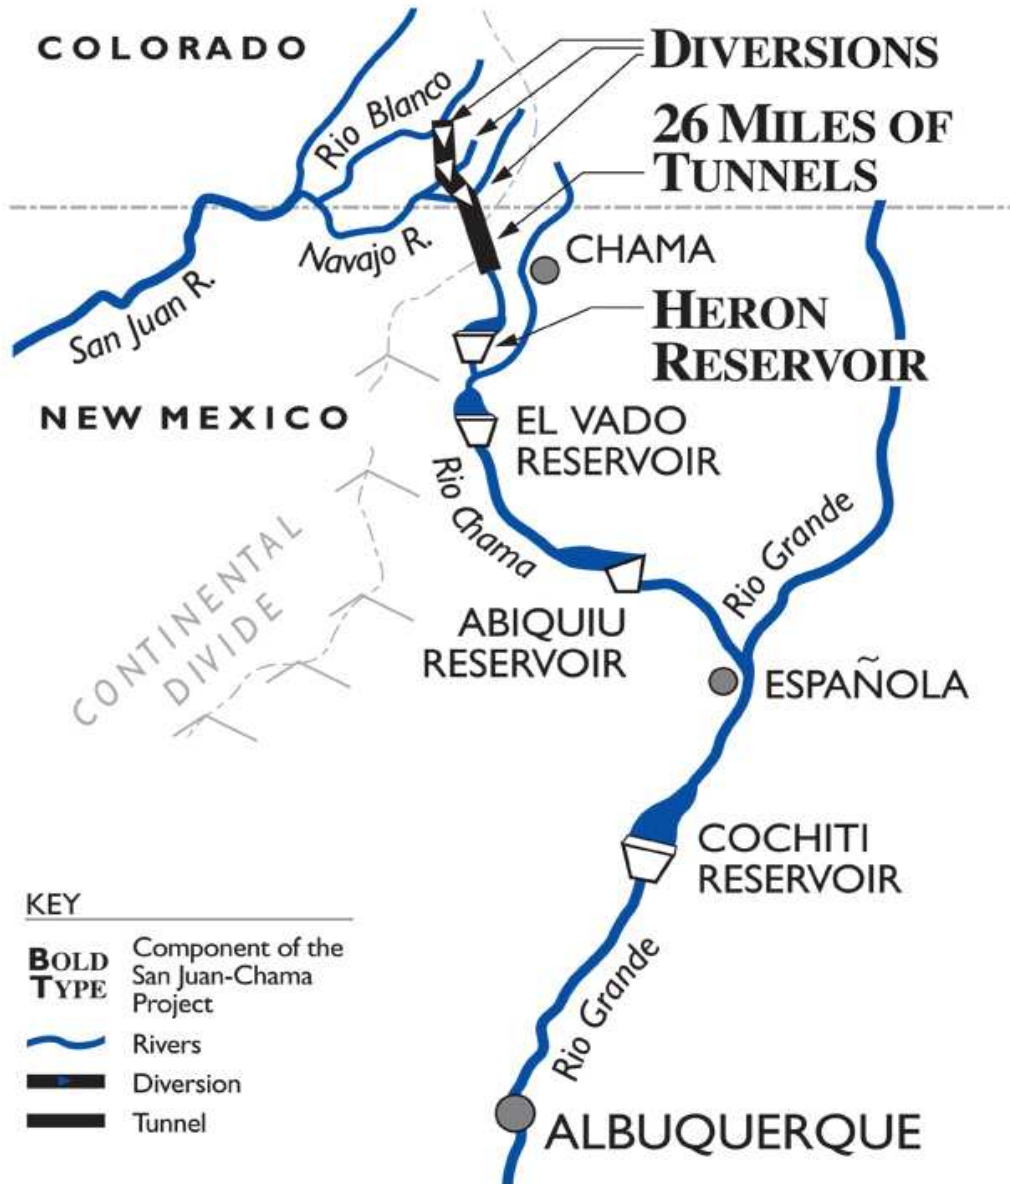 COLORADO
DIVERSIONS
26 MILES OF
TUNNELS
Rio Blanco
Navajo R.
San Juan R.
CHAMA
HERON
RESERVOIR
NEW MEXICO
EL VADO
RESERVOIR
Rio Chama
Rio Grande
CONTINENTAL
DIVIDE
ABIQUIU
RESERVOIR
ESPAÑOLA
COCHITI
RESERVOIR
Rio Grande
ALBUQUERQUE
KEY
BOLD
TYPE
Component of the
San Juan-Chama
Project
Rivers
Diversion
Tunnel